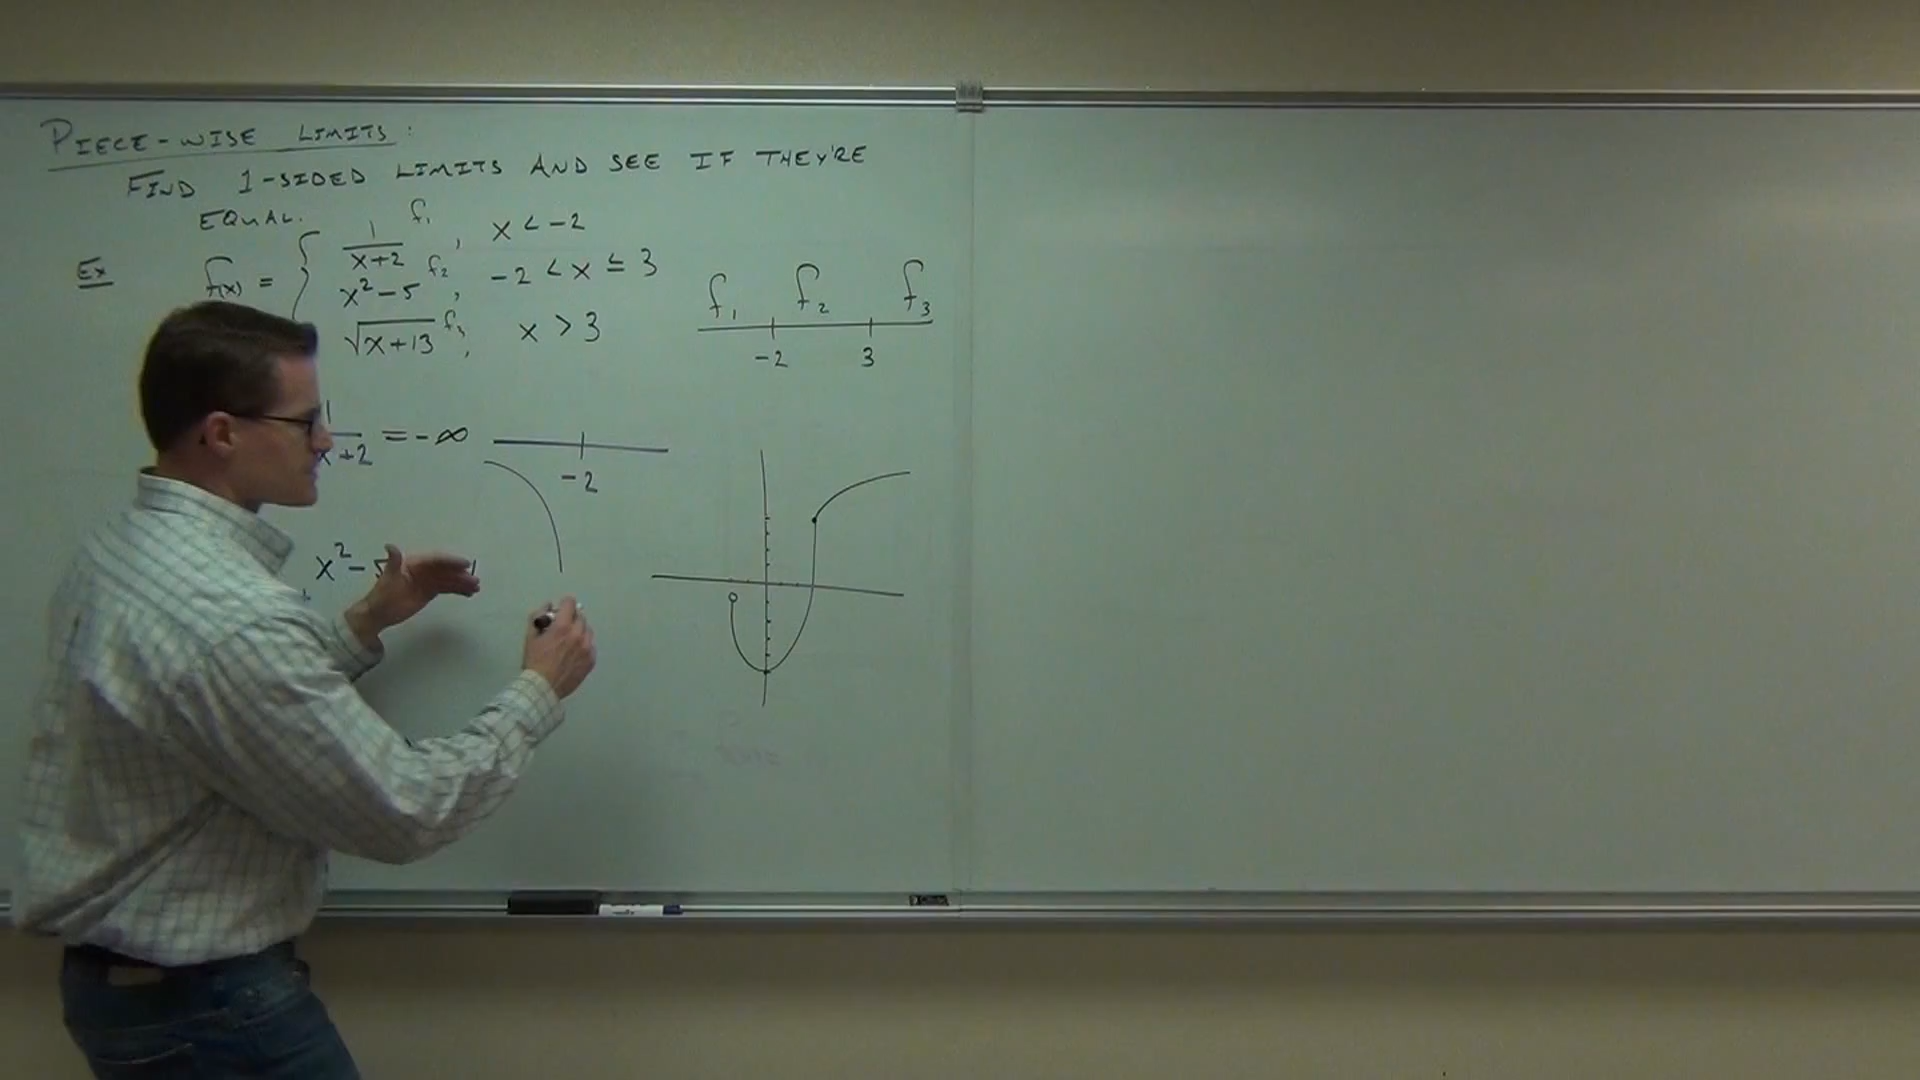 PIECE-WISE LIMITS:
FIND 1-SIDED LIMITS AND SEE IF THEY'RE
EQUAL.
Ex f(x) = {
1/(x+2) f₁, x < -2
x² - 5 f₂, -2 < x ≤ 3
√(x+13) f₃, x > 3
f₁ f₂ f₃
-2 3
1/(x+2) = -∞
-2
x² - 5